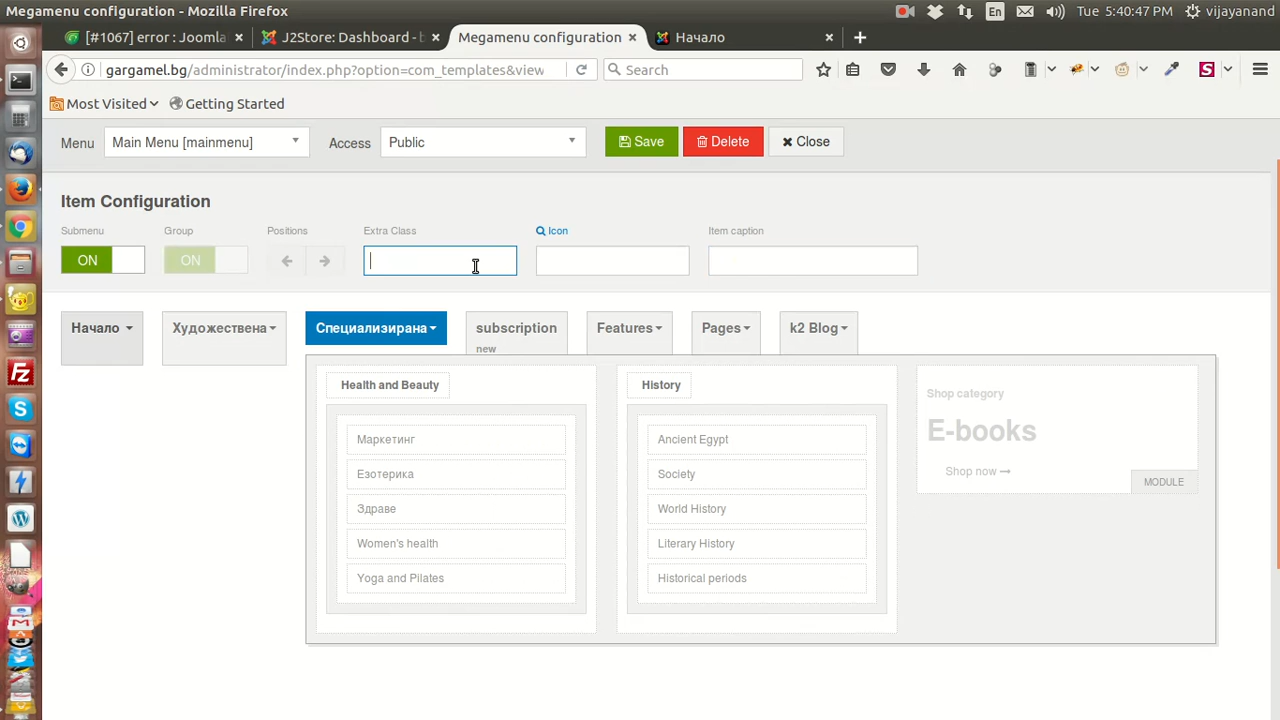 Megamenu configuration - Mozilla Firefox
En
Tue 5:40:47 PM
vijayanand
[#1067] error : Joomla
J2Store: Dashboard - b
Megamenu configuration
Начало
gargamel.bg/administrator/index.php?option=com_templates&view
Search
Most Visited
Getting Started
Menu
Main Menu [mainmenu]
Access
Public
Save
Delete
Close
Item Configuration
Submenu
Group
Positions
Extra Class
Icon
Item caption
ON
ON
Начало
Художествена
Специализирана
subscription
new
Features
Pages
k2 Blog
Health and Beauty
History
Shop category
E-books
Shop now
MODULE
Маркетинг
Езотерика
Здраве
Women's health
Yoga and Pilates
Ancient Egypt
Society
World History
Literary History
Historical periods